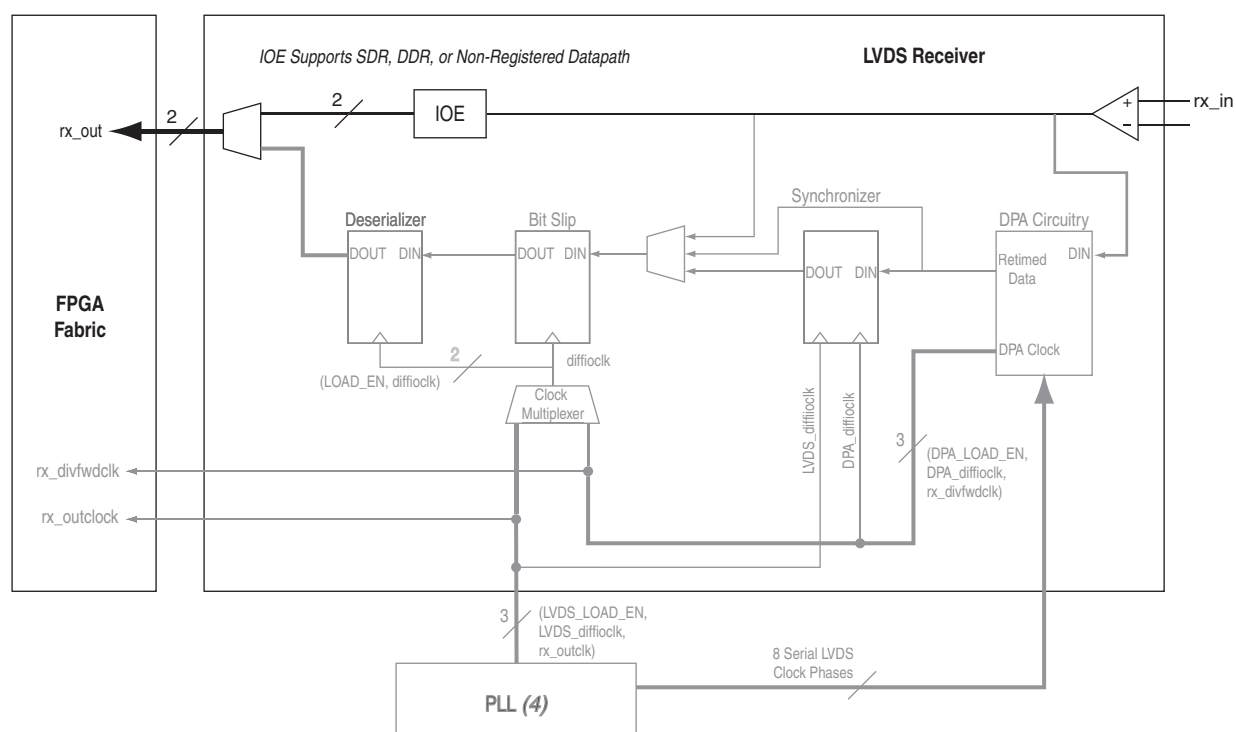 IOE Supports SDR, DDR, or Non-Registered Datapath
LVDS Receiver
2
2
IOE
+
−
rx_in
rx_out
Synchronizer
Deserializer
Bit Slip
DPA Circuitry
DOUT DIN
DOUT DIN
DOUT DIN
Retimed
Data
DIN
FPGA
Fabric
2
(LOAD_EN, diffioclk)
diffioclk
DPA Clock
Clock
Multiplexer
LVDS_diffiioclk
DPA_diffioclk
3
(DPA_LOAD_EN,
DPA_diffioclk,
rx_divfwdclk)
rx_divfwdclk
rx_outclock
3
(LVDS_LOAD_EN,
LVDS_diffioclk,
rx_outclk)
8 Serial LVDS
Clock Phases
PLL (4)